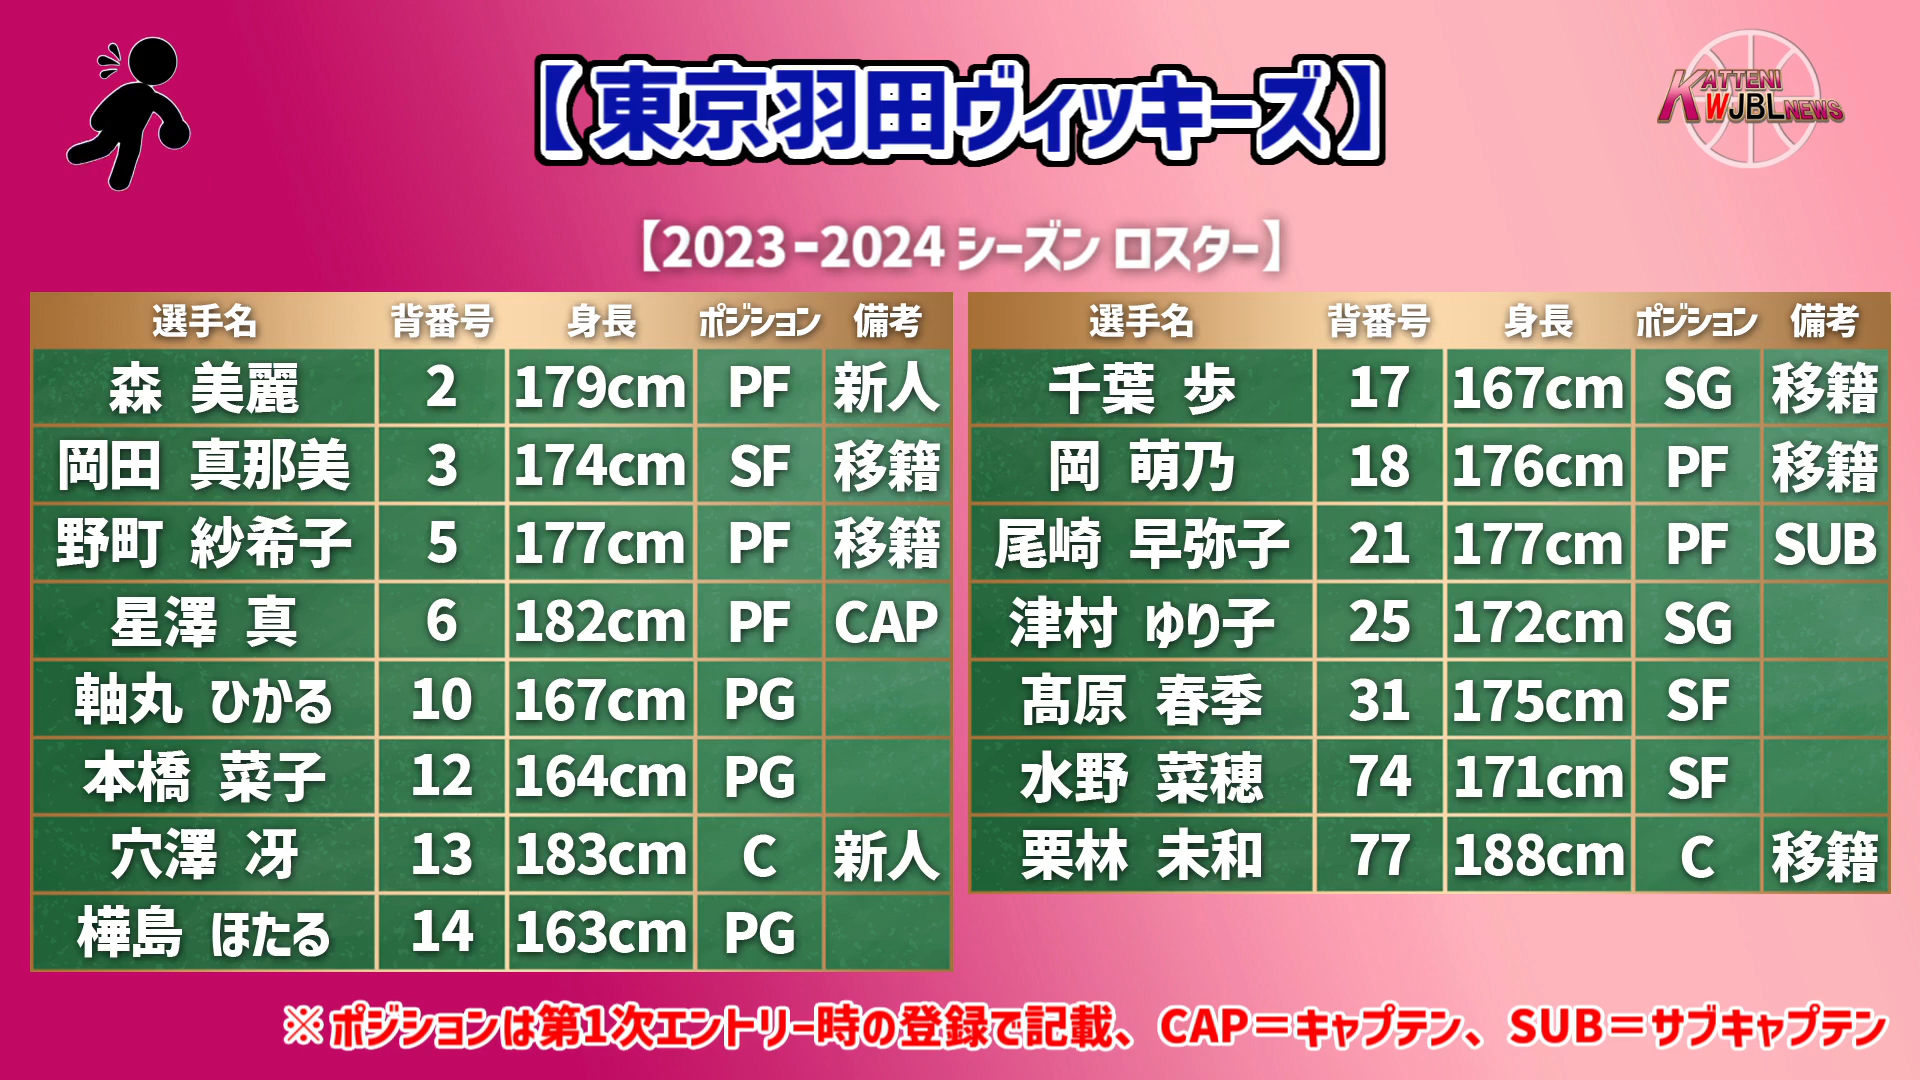 【東京羽田ヴィッキーズ】
KATTENI
WJBL NEWS
【2023-2024 シーズン ロスター】
選手名 背番号 身長 ポジション 備考
森 美麗 2 179cm PF 新人
岡田 真那美 3 174cm SF 移籍
野町 紗希子 5 177cm PF 移籍
星澤 真 6 182cm PF CAP
軸丸 ひかる 10 167cm PG
本橋 菜子 12 164cm PG
穴澤 冴 13 183cm C 新人
樺島 ほたる 14 163cm PG
選手名 背番号 身長 ポジション 備考
千葉 歩 17 167cm SG 移籍
岡 萌乃 18 176cm PF 移籍
尾崎 早弥子 21 177cm PF SUB
津村 ゆり子 25 172cm SG
髙原 春季 31 175cm SF
水野 菜穂 74 171cm SF
栗林 未和 77 188cm C 移籍
※ポジションは第1次エントリー時の登録で記載、CAP＝キャプテン、SUB＝サブキャプテン